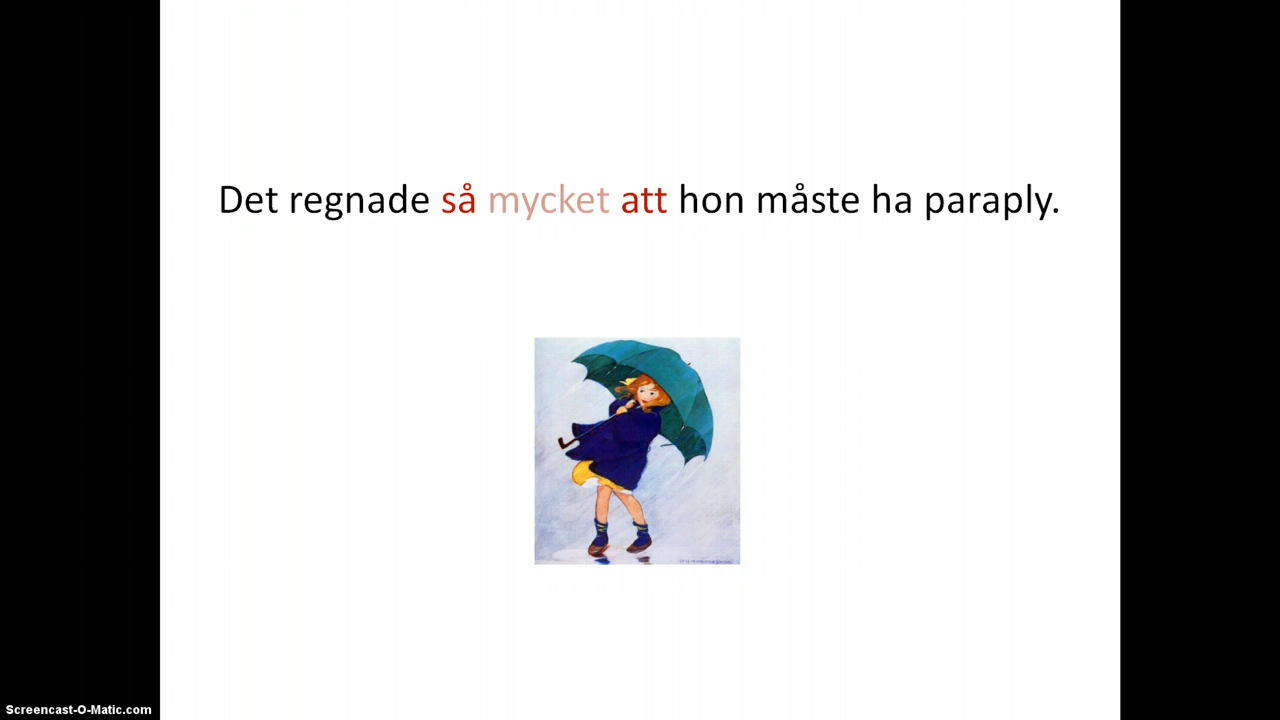 Det regnade så mycket att hon måste ha paraply.
Screencast-O-Matic.com